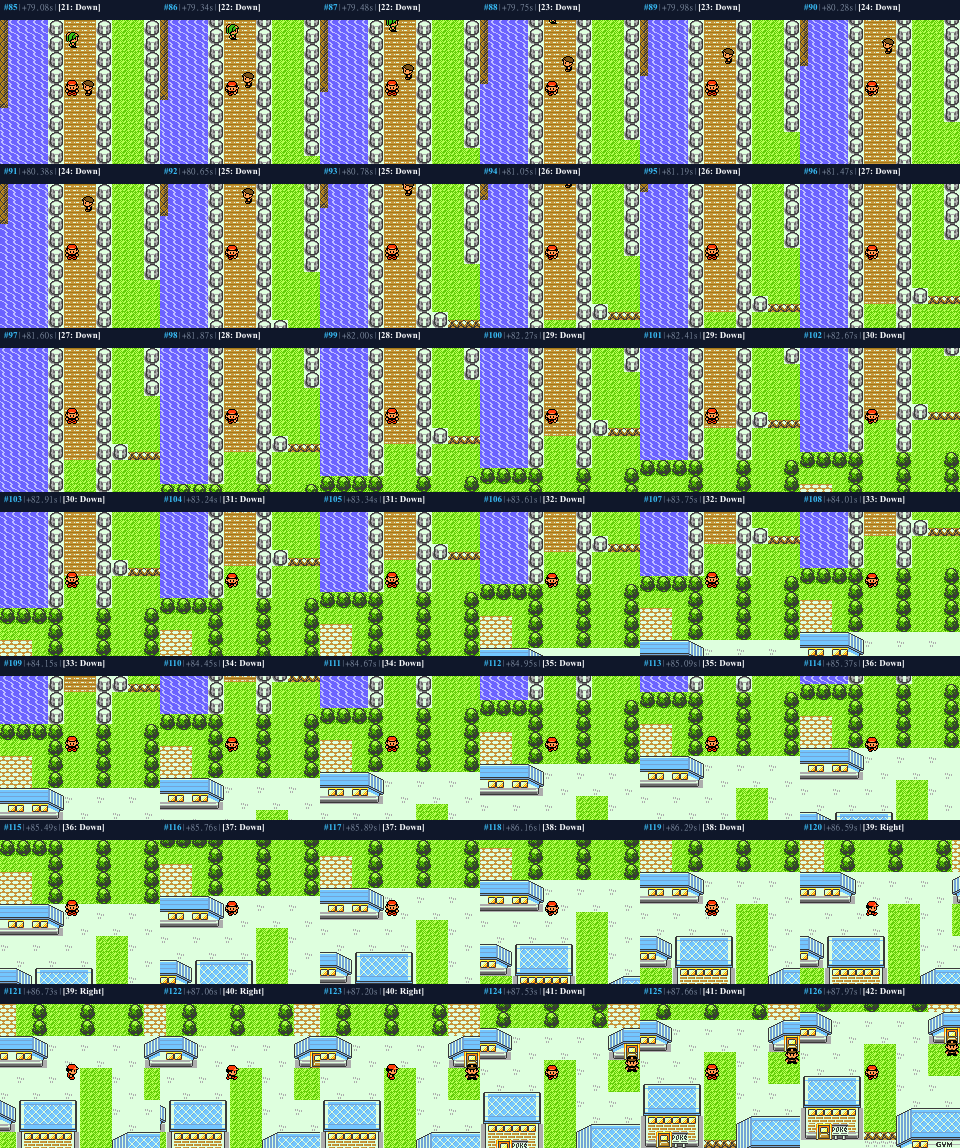 #85|+79.08s|[21: Down] #86|+79.34s|[22: Down] #87|+79.48s|[22: Down] #88|+79.75s|[23: Down] #89|+79.98s|[23: Down] #90|+80.28s|[24: Down]
#91|+80.38s|[24: Down] #92|+80.65s|[25: Down] #93|+80.78s|[25: Down] #94|+81.05s|[26: Down] #95|+81.19s|[26: Down] #96|+81.47s|[27: Down]
#97|+81.60s|[27: Down] #98|+81.87s|[28: Down] #99|+82.00s|[28: Down] #100|+82.27s|[29: Down] #101|+82.41s|[29: Down] #102|+82.67s|[30: Down]
#103|+82.91s|[30: Down] #104|+83.24s|[31: Down] #105|+83.34s|[31: Down] #106|+83.61s|[32: Down] #107|+83.75s|[32: Down] #108|+84.01s|[33: Down]
#109|+84.15s|[33: Down] #110|+84.45s|[34: Down] #111|+84.67s|[34: Down] #112|+84.95s|[35: Down] #113|+85.09s|[35: Down] #114|+85.37s|[36: Down]
#115|+85.49s|[36: Down] #116|+85.76s|[37: Down] #117|+85.89s|[37: Down] #118|+86.16s|[38: Down] #119|+86.29s|[38: Down] #120|+86.59s|[39: Right]
#121|+86.73s|[39: Right] #122|+87.06s|[40: Right] #123|+87.20s|[40: Right] #124|+87.53s|[41: Down] #125|+87.66s|[41: Down] #126|+87.97s|[42: Down]
POKE
POKE
POKE
GYM